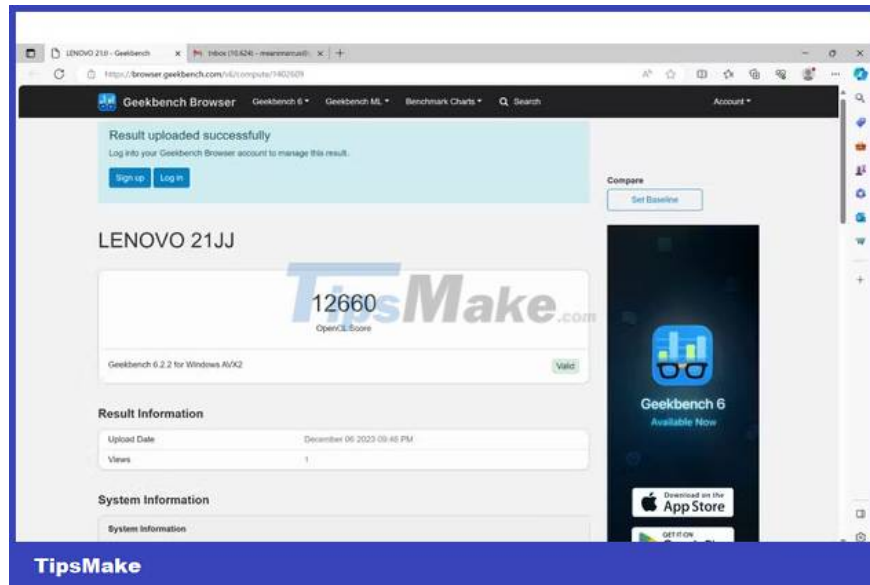 LENOVO 21JJ - Geekbench
https://browser.geekbench.com/v6/compute/1402609
Geekbench Browser Geekbench 6 Geekbench ML Benchmark Charts Search Account
Result uploaded successfully
Log into your Geekbench Browser account to manage this result.
Sign up Log in
Compare
Set Baseline
LENOVO 21JJ
TipsMake.com
12660
OpenCL Score
Geekbench 6.2.2 for Windows AVX2 Valid
Result Information
Upload Date December 06 2023 09:48 PM
Views 1
System Information
System Information
Geekbench 6
Available Now
Download on the
App Store
GET IT ON
TipsMake